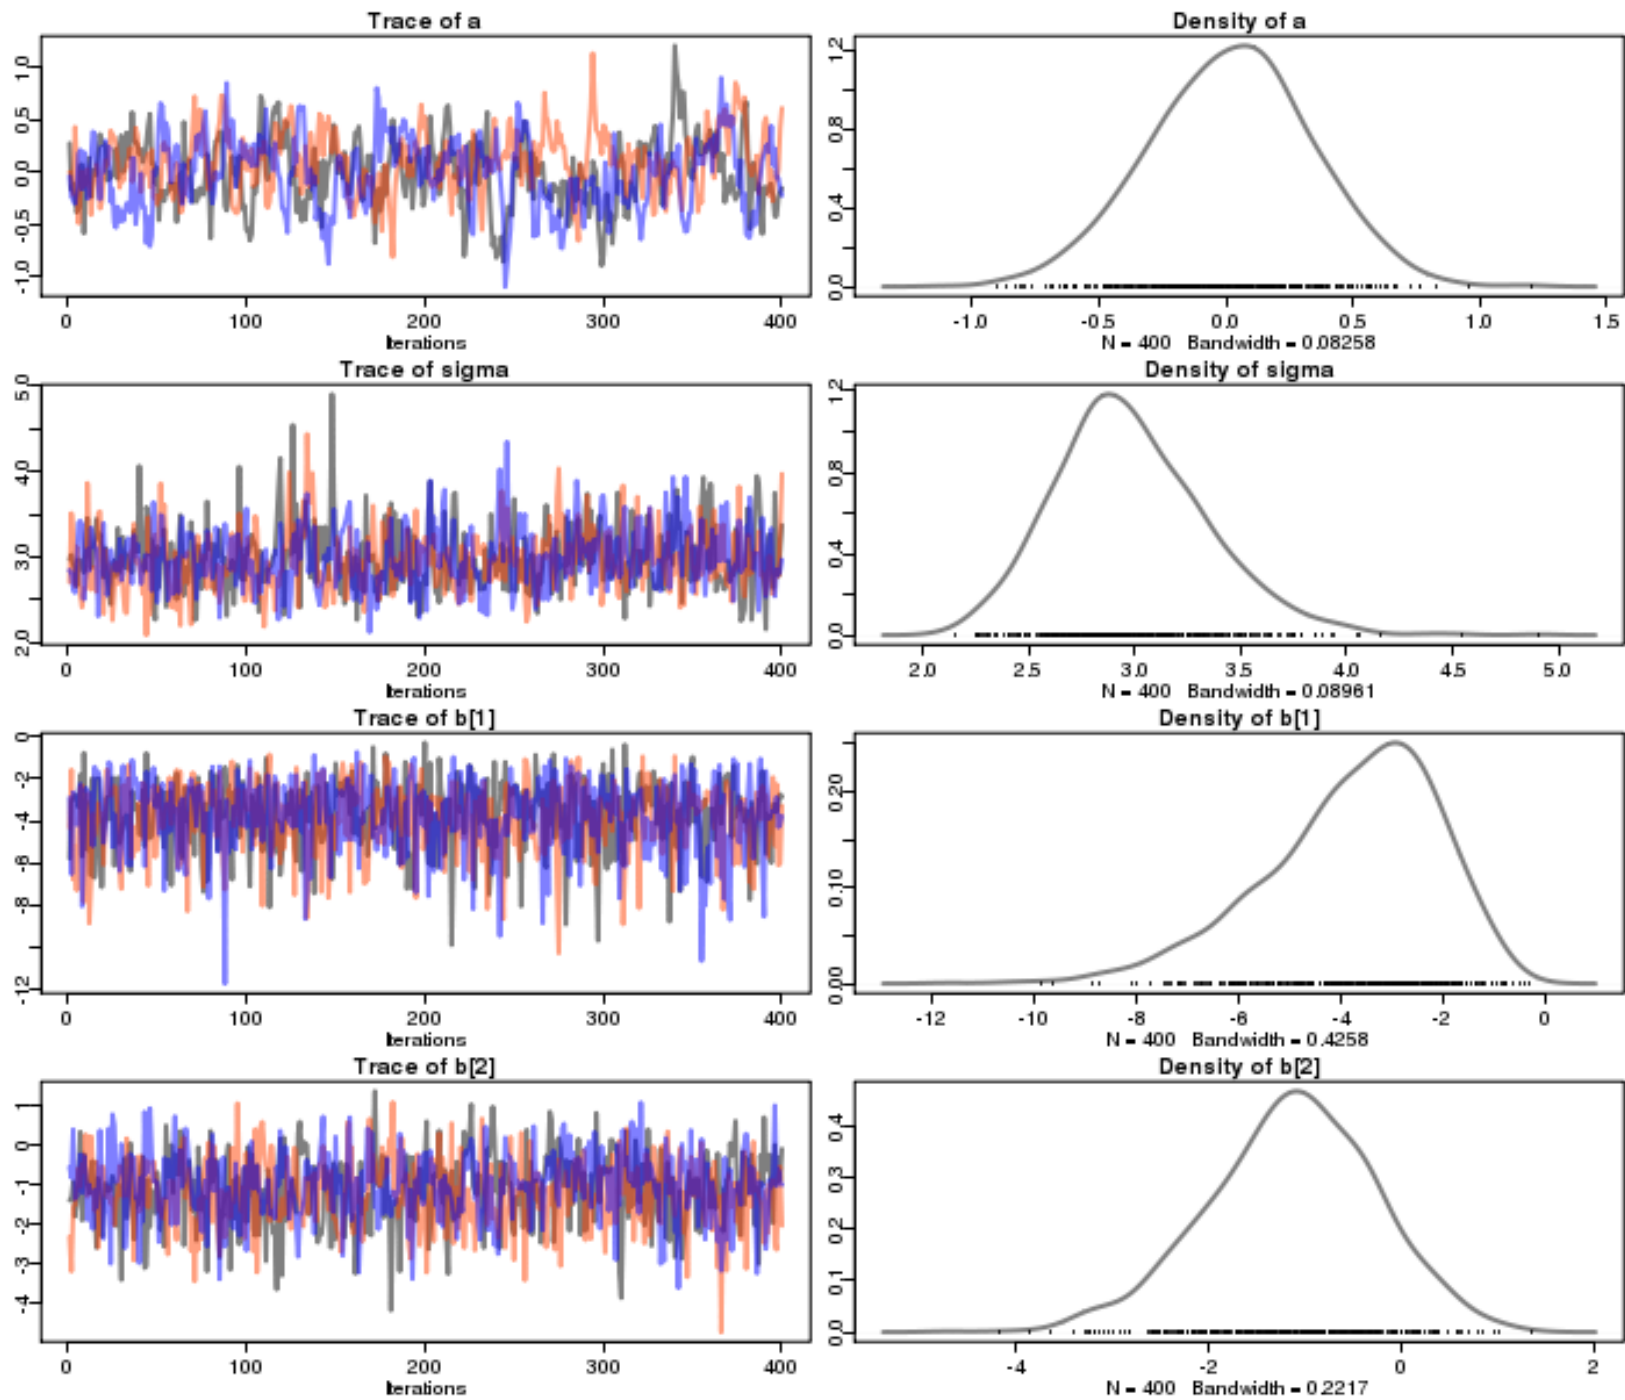 Trace of a
1.0
0.5
0.0
-0.5
-1.0
0 100 200 300 400
Iterations
Density of a
1.2
0.8
0.4
0.0
-1.0 -0.5 0.0 0.5 1.0 1.5
N = 400 Bandwidth = 0.08258
Trace of sigma
5.0
4.0
3.0
2.0
0 100 200 300 400
Iterations
Density of sigma
1.2
0.8
0.4
0.0
2.0 2.5 3.0 3.5 4.0 4.5 5.0
N = 400 Bandwidth = 0.08961
Trace of b[1]
0
-2
-4
-6
-8
-12
0 100 200 300 400
Iterations
Density of b[1]
0.20
0.10
0.00
-12 -10 -8 -6 -4 -2 0
N = 400 Bandwidth = 0.4258
Trace of b[2]
1
0
-1
-2
-3
-4
0 100 200 300 400
Iterations
Density of b[2]
0.4
0.3
0.2
0.1
0.0
-4 -2 0 2
N = 400 Bandwidth = 0.2217